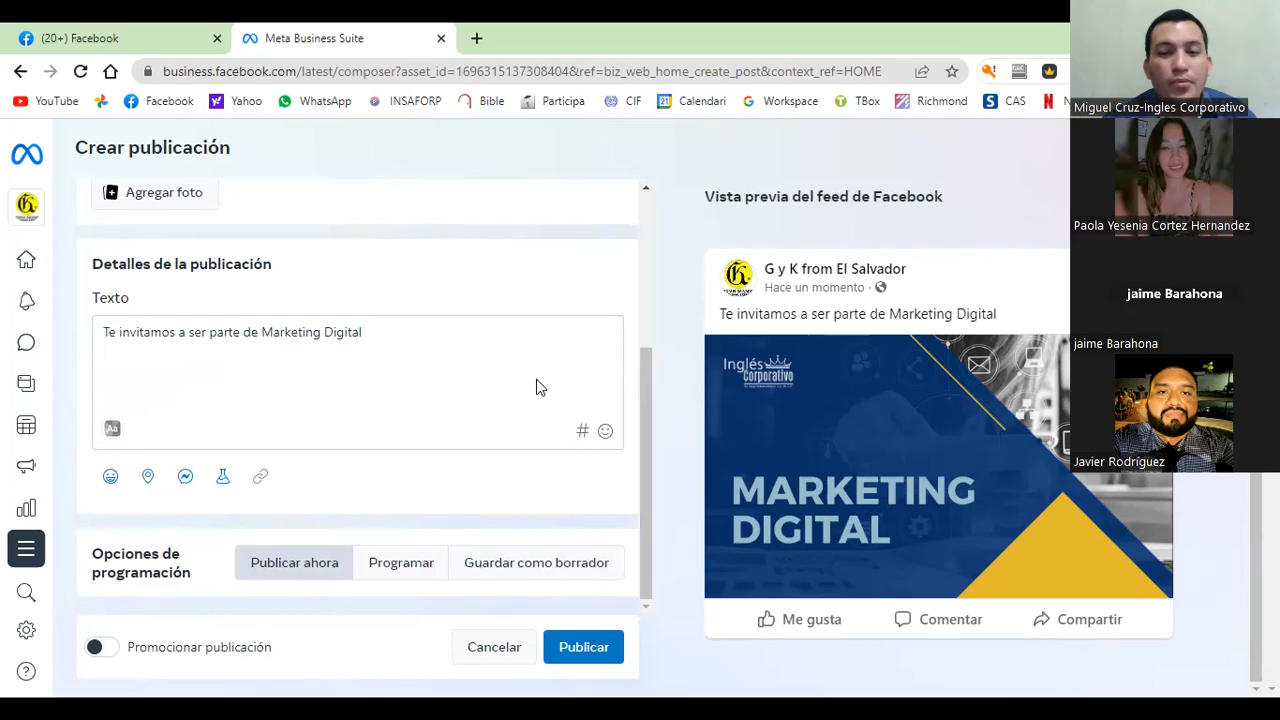 (20+) Facebook
Meta Business Suite
business.facebook.com/latest/composer?asset_id=169661513730840​4&ref=biz_web_home_create_post&context_ref=HOME
YouTube
Facebook
Yahoo
WhatsApp
INSAFORP
Bible
Participa
CIF
Calendari
Workspace
TBox
Richmond
CAS
Crear publicación
Agregar foto
Detalles de la publicación
Texto
Te invitamos a ser parte de Marketing Digital
Aa
#
Opciones de
programación
Publicar ahora
Programar
Guardar como borrador
Promocionar publicación
Cancelar
Publicar
Vista previa del feed de Facebook
G y K from El Salvador
Hace un momento
Te invitamos a ser parte de Marketing Digital
Inglés
Corporativo
MARKETING
DIGITAL
Me gusta
Comentar
Compartir
Miguel Cruz-Ingles Corporativo
Paola Yesenia Cortez Hernandez
jaime Barahona
jaime Barahona
Javier Rodríguez